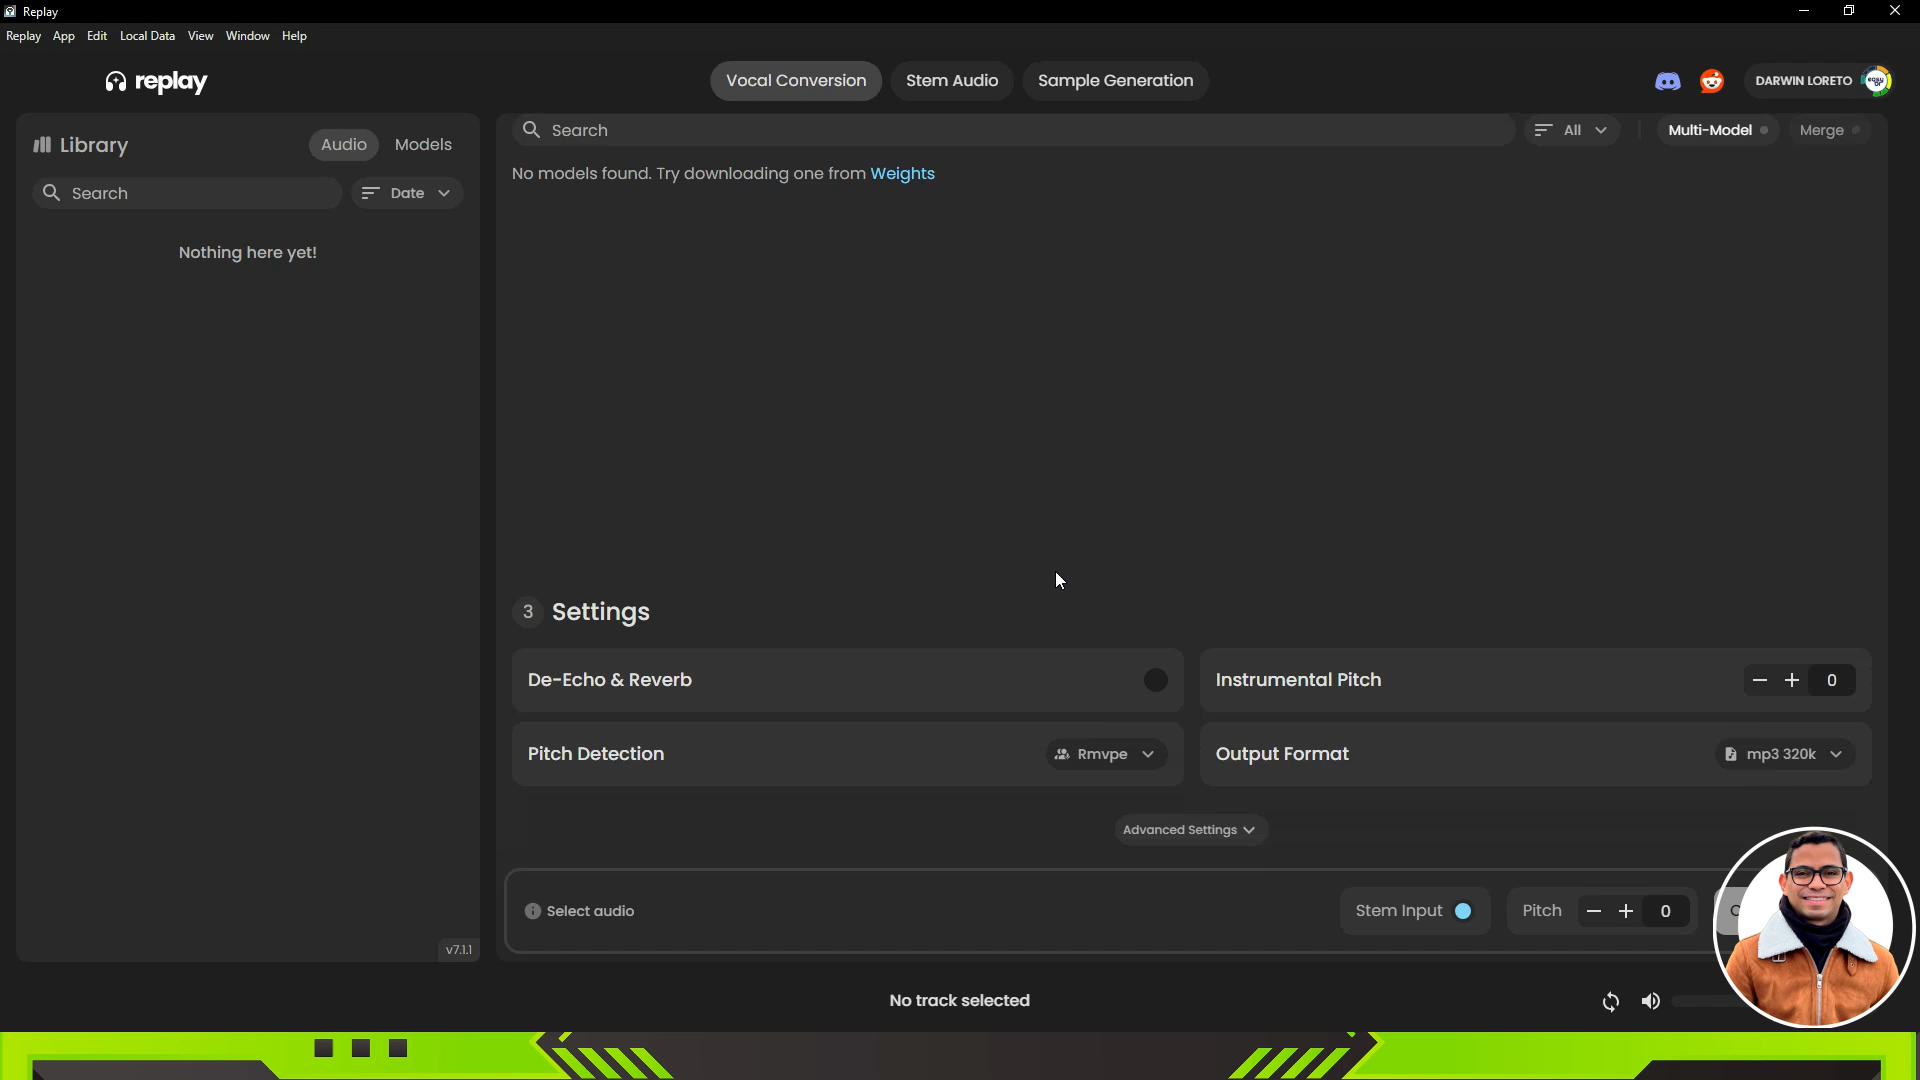 Replay
Replay App Edit Local Data View Window Help
replay
Vocal Conversion Stem Audio Sample Generation
DARWIN LORETO
Library
Audio Models
Search
Date
Nothing here yet!
v7.1.1
Search
All
Multi-Model
Merge
No models found. Try downloading one from Weights
3 Settings
De-Echo & Reverb
Instrumental Pitch
0
Pitch Detection
Rmvpe
Output Format
mp3 320k
Advanced Settings
Select audio
Stem Input
Pitch
0
No track selected